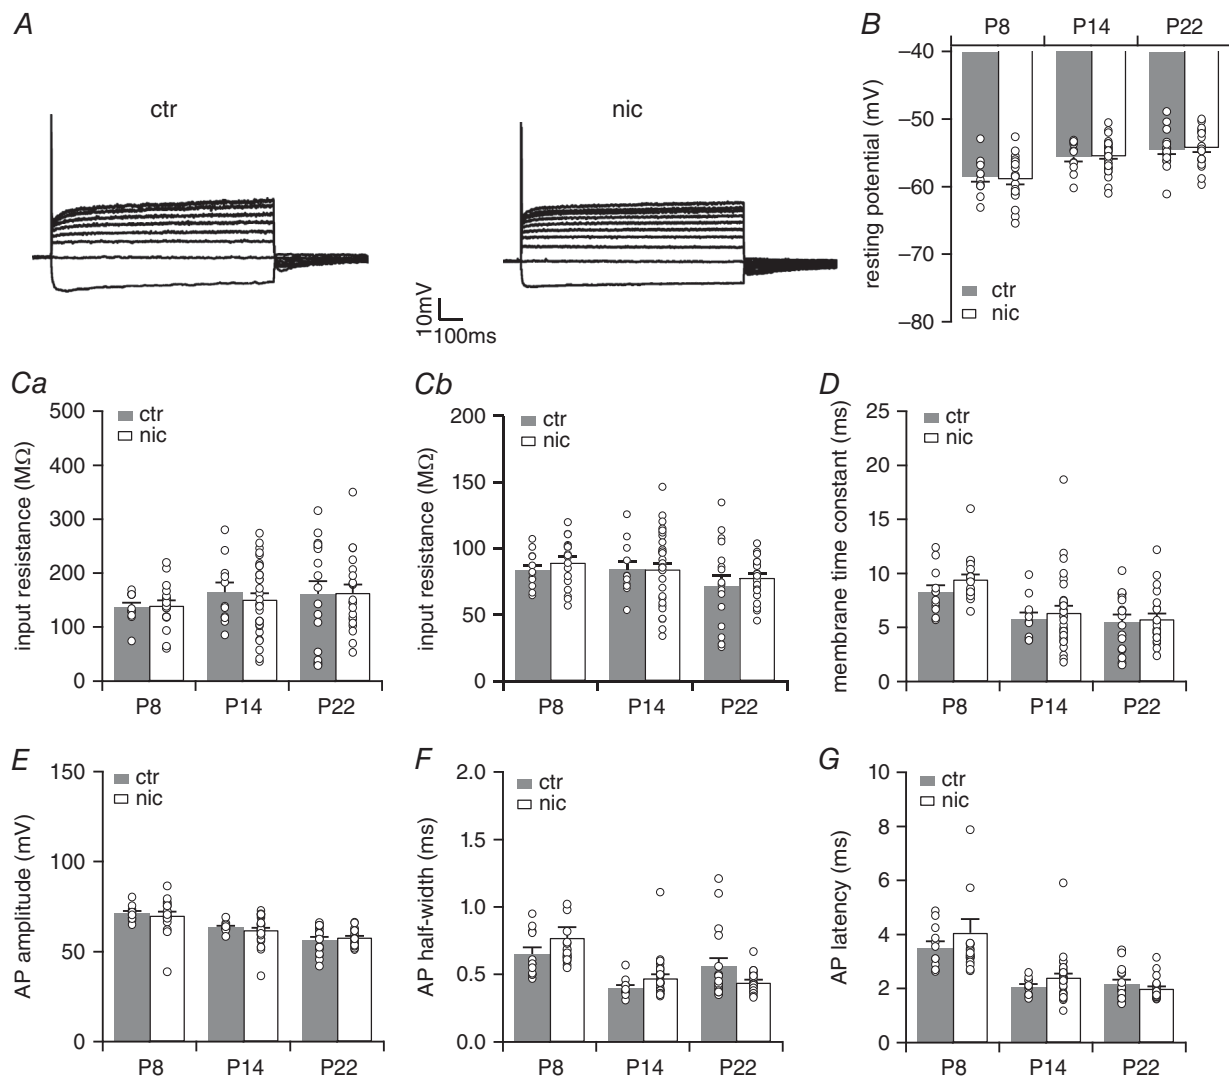 A
ctr
nic
10mV
100ms
B
P8 P14 P22
resting potential (mV)
–40
–50
–60
–70
–80
ctr
nic
Ca
input resistance (MΩ)
500
400
300
200
100
0
ctr
nic
P8 P14 P22
Cb
input resistance (MΩ)
200
150
100
50
0
ctr
nic
P8 P14 P22
D
membrane time constant (ms)
25
20
15
10
5
0
ctr
nic
P8 P14 P22
E
AP amplitude (mV)
150
100
50
0
ctr
nic
P8 P14 P22
F
AP half-width (ms)
2.0
1.5
1.0
0.5
0.0
ctr
nic
P8 P14 P22
G
AP latency (ms)
10
8
6
4
2
0
ctr
nic
P8 P14 P22